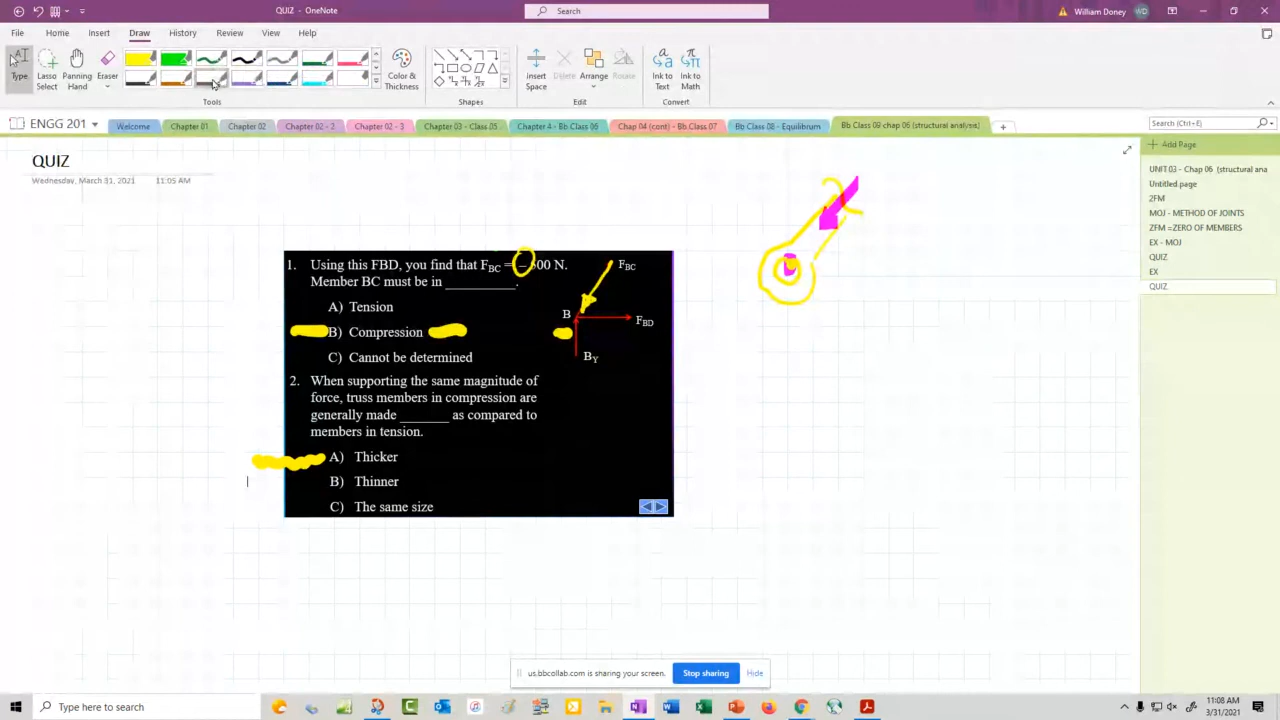 QUIZ - OneNote
Search
William Doney
WD
File
Home
Insert
Draw
History
Review
View
Help
Type
Lasso Select
Panning Hand
Eraser
Color & Thickness
Insert Space
Delete
Arrange
Rotate
Ink to Text
Ink to Math
Tools
Shapes
Edit
Convert
ENGG 201
Welcome
Chapter 01
Chapter 02
Chapter 02 - 2
Chapter 02 - 3
Chapter 03 - Class 05
Chapter 4 - Bb Class 06
Chap 04 (cont) - Bb Class 07
Bb Class 08 - Equilibrium
Bb Class 09 chap 06 (structural analysis)
Search (Ctrl+E)
QUIZ
Wednesday, March 31, 2021 11:05 AM
Add Page
UNIT 03 - Chap 06 (structural ana
Untitled page
2FM
MOJ - METHOD OF JOINTS
ZFM =ZERO OF MEMBERS
EX - MOJ
QUIZ
EX
QUIZ
1. Using this FBD, you find that FBC = – 500 N.
Member BC must be in __________.
A) Tension
B) Compression
C) Cannot be determined
FBC
B
FBD
BY
2. When supporting the same magnitude of
force, truss members in compression are
generally made _______ as compared to
members in tension.
A) Thicker
B) Thinner
C) The same size
us.bbcollab.com is sharing your screen.
Stop sharing
Hide
Type here to search
11:08 AM
3/31/2021